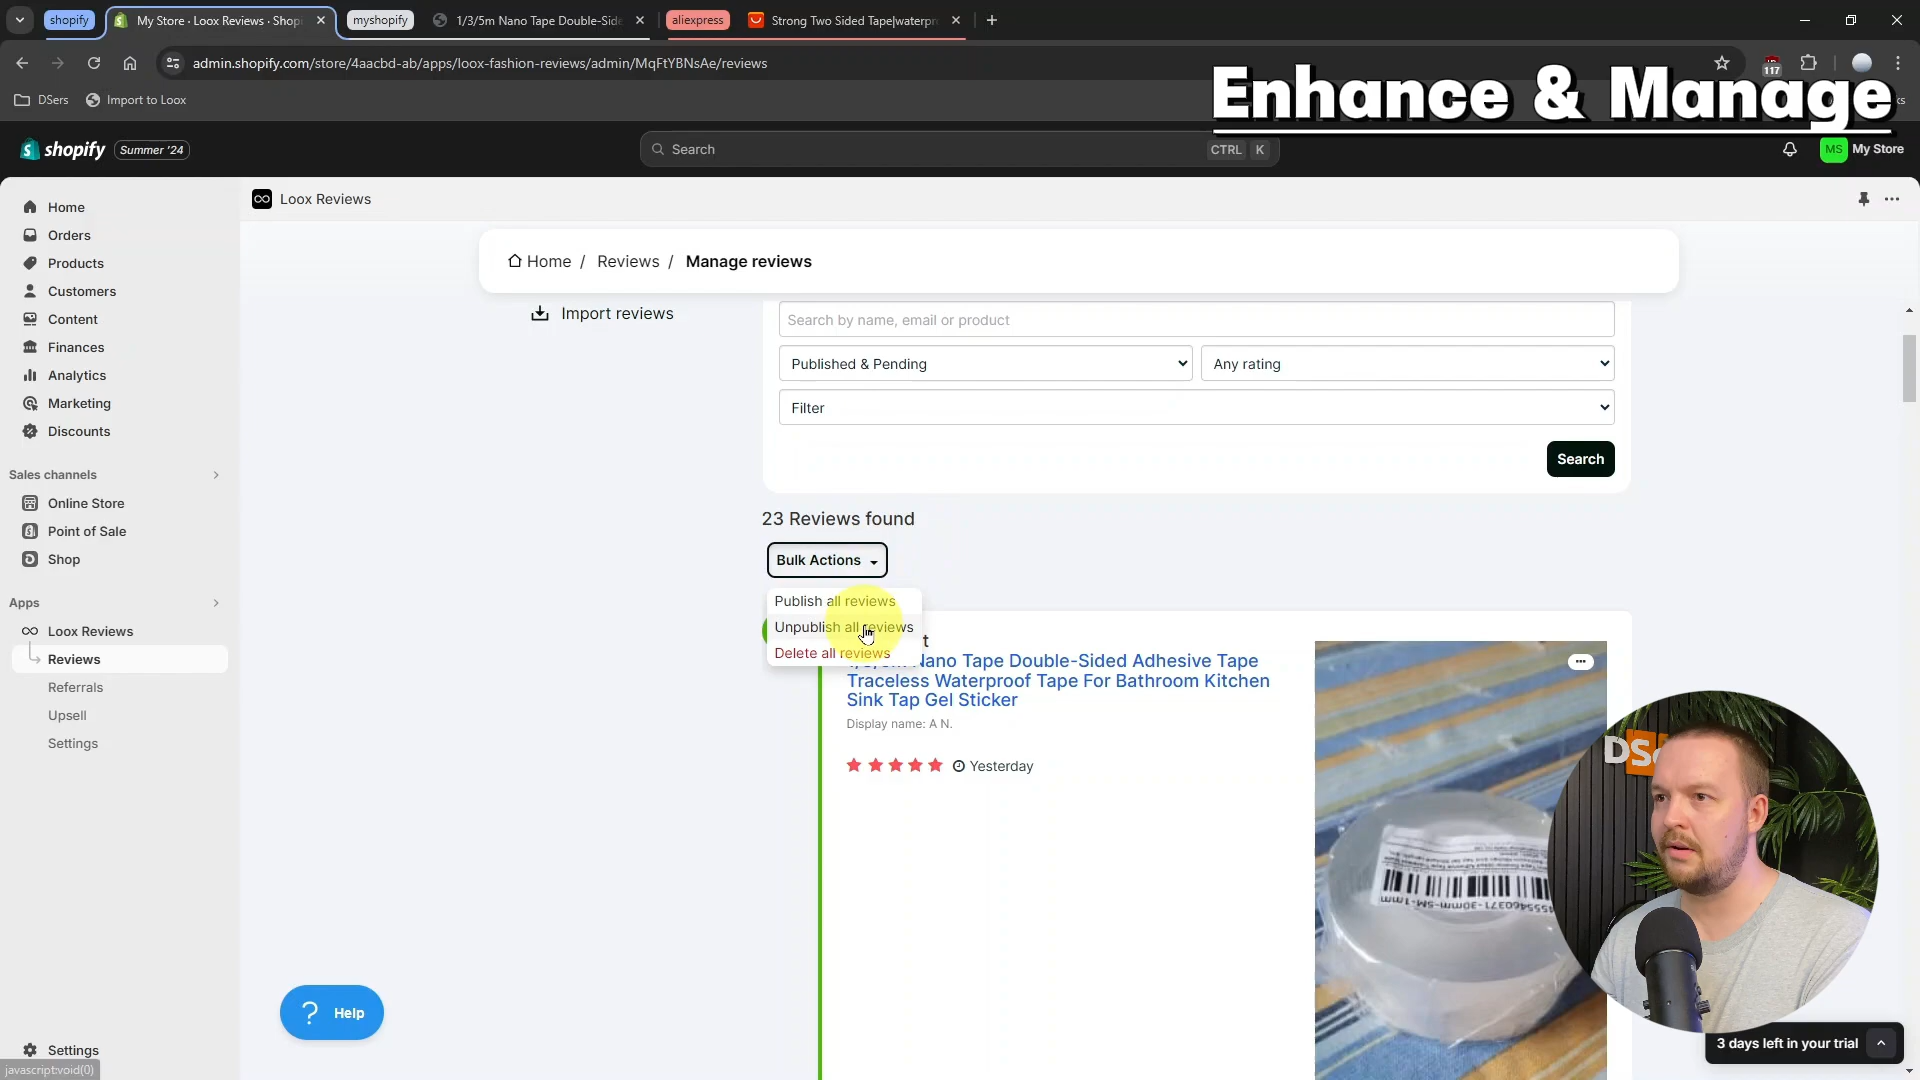 shopify
My Store · Loox Reviews · Shopi
myshopify
1/3/5m Nano Tape Double-Side
aliexpress
Strong Two Sided Tape|waterpr
admin.shopify.com/store/4aacbd-ab/apps/loox-fashion-reviews/admin/MqFtYBNsAe/reviews
117
DSers
Import to Loox
Enhance & Manage
shopify
Summer '24
Search
CTRL K
MS
My Store
Home
Orders
Products
Customers
Content
Finances
Analytics
Marketing
Discounts
Sales channels
Online Store
Point of Sale
Shop
Apps
Loox Reviews
Reviews
Referrals
Upsell
Settings
Settings
javascript:void(0)
Loox Reviews
Home / Reviews / Manage reviews
Import reviews
Search by name, email or product
Published & Pending
Any rating
Filter
Search
23 Reviews found
Bulk Actions
Publish all reviews
Unpublish all reviews
Delete all reviews
Nano Tape Double-Sided Adhesive Tape
Traceless Waterproof Tape For Bathroom Kitchen
Sink Tap Gel Sticker
Display name: A N.
Yesterday
DSe
Help
3 days left in your trial